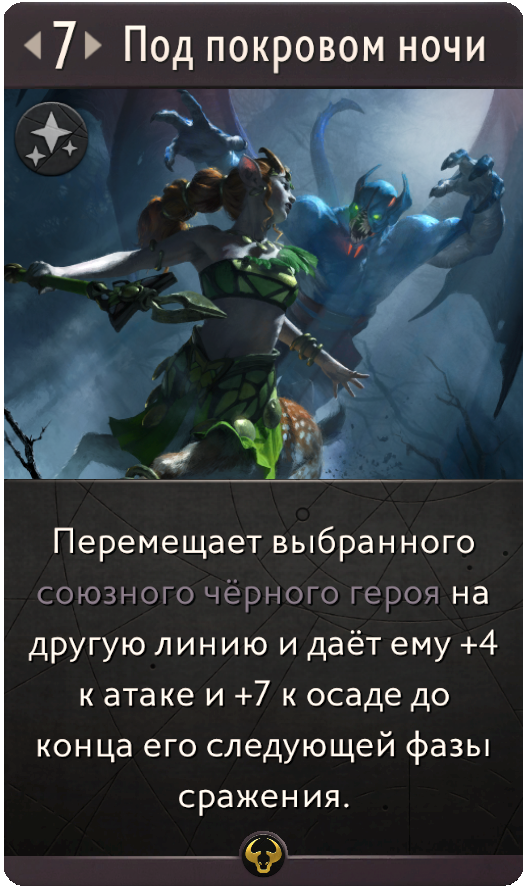 7 Под покровом ночи
Перемещает выбранного
союзного чёрного героя на
другую линию и даёт ему +4
к атаке и +7 к осаде до
конца его следующей фазы
сражения.